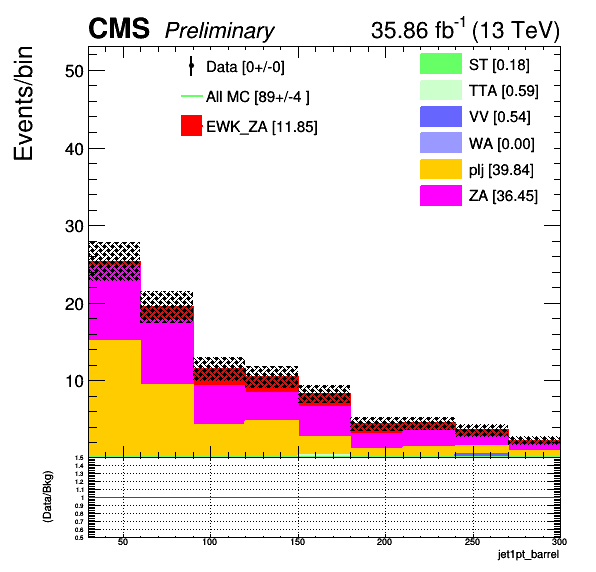 CMS Preliminary 35.86 fb-1 (13 TeV)
Events/bin
50
40
30
20
10
Data [0+/-0]
All MC [89+/-4 ]
EWK_ZA [11.85]
ST [0.18]
TTA [0.59]
VV [0.54]
WA [0.00]
plj [39.84]
ZA [36.45]
(Data/Bkg)
1.5
1.4
1.3
1.2
1.1
1
0.9
0.8
0.7
0.6
0.5
50 100 150 200 250 300
jet1pt_barrel